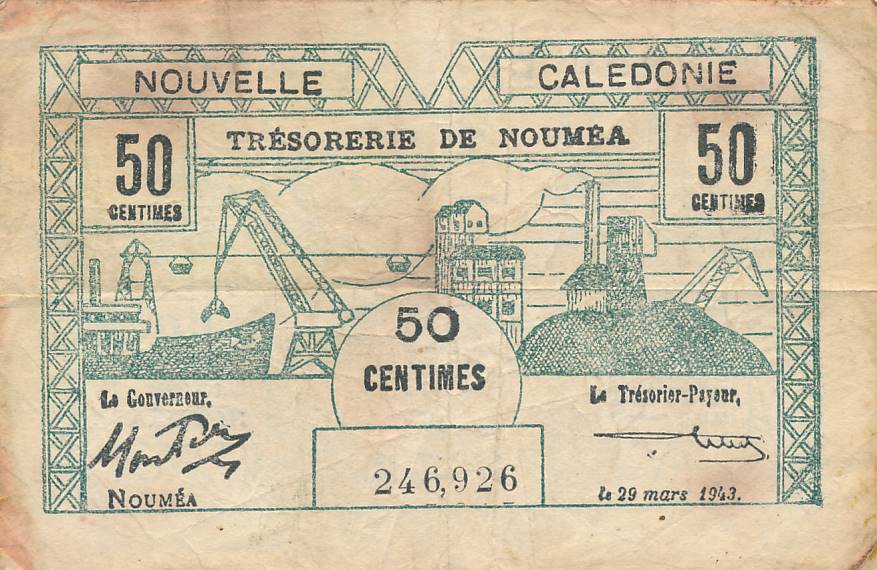 NOUVELLE CALEDONIE
TRÉSORERIE DE NOUMÉA
50
CENTIMES
50
CENTIMES
50
CENTIMES
Le Gouverneur,
Le Trésorier-Payeur,
246,926
NOUMÉA
le 29 mars 1943.